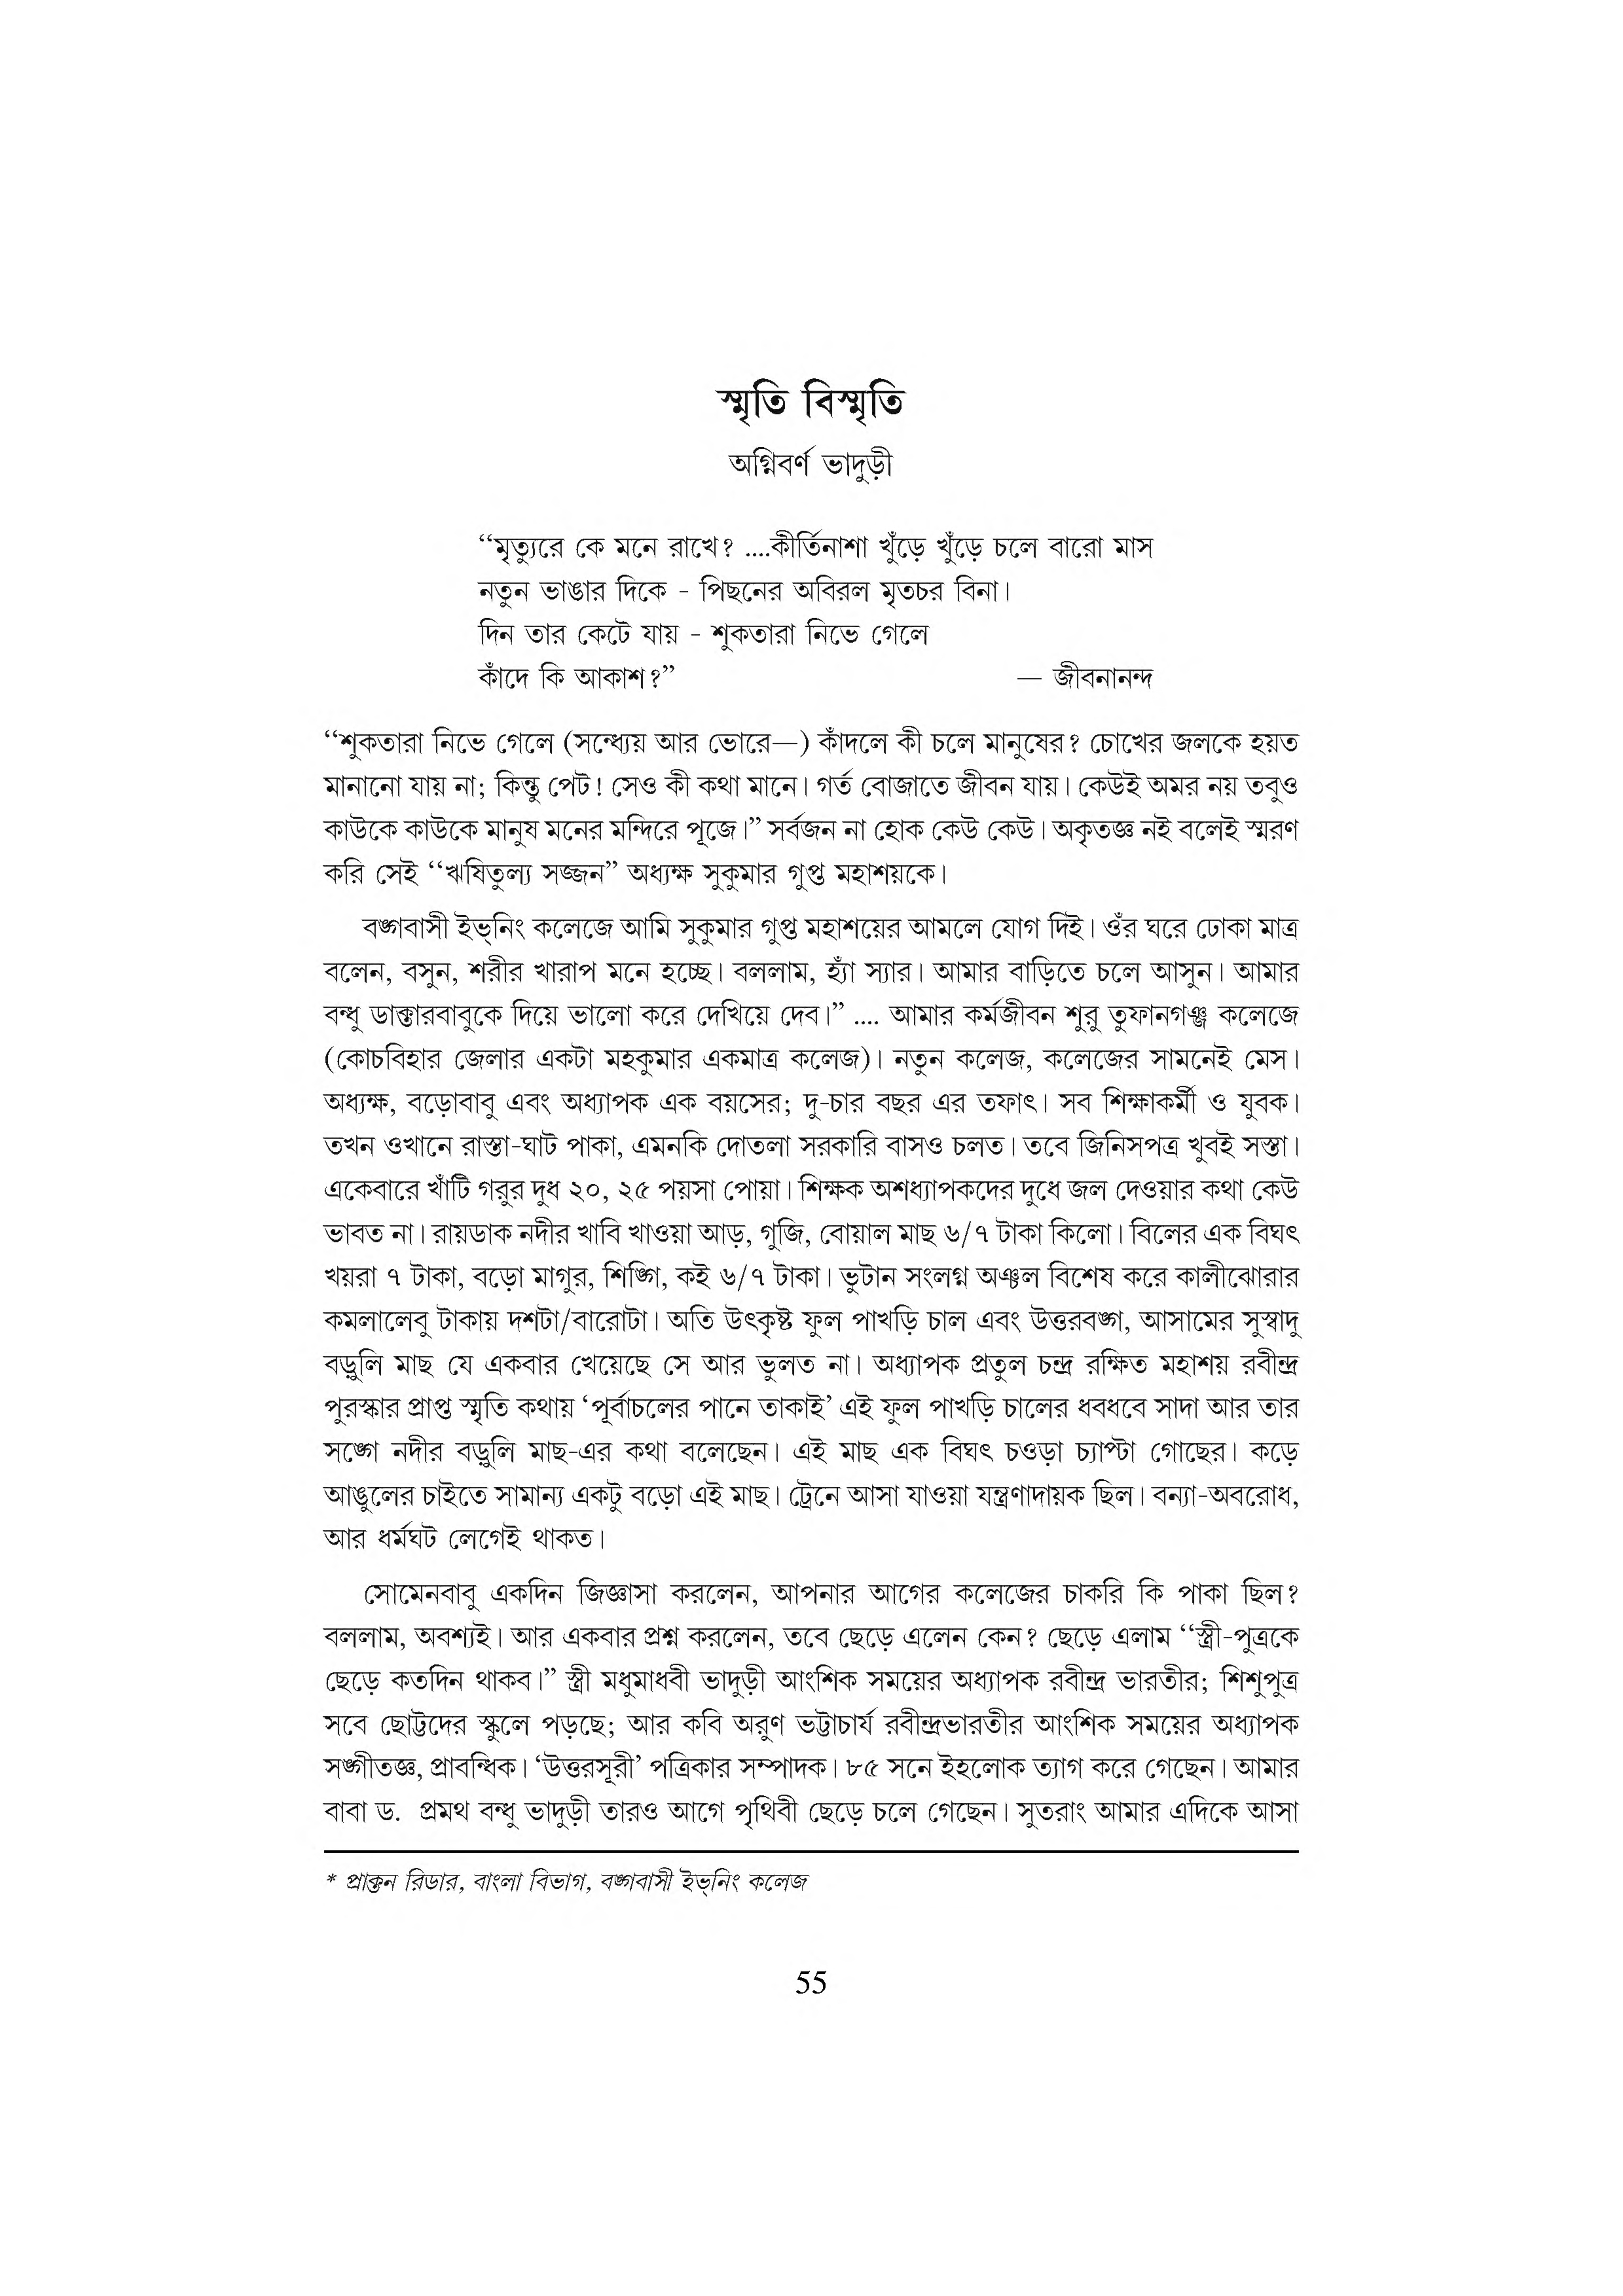 স্মৃতি বিস্মৃতি
অগ্নিবর্ণ ভাদুড়ী
“মৃত্যুরে কে মনে রাখে? ....কীর্তিনাশা খুঁড়ে খুঁড়ে চলে বারো মাস
নতুন ভাঙার দিকে - পিছনের অবিরল মৃতচর বিনা।
দিন তার কেটে যায় - শুকতারা নিভে গেলে
কাঁদে কি আকাশ?” — জীবনানন্দ
“শুকতারা নিভে গেলে (সন্ধ্যেয় আর ভোরে—) কাঁদলে কী চলে মানুষের? চোখের জলকে হয়ত
মানানো যায় না; কিন্তু পেট! সেও কী কথা মানে। গর্ত বোজাতে জীবন যায়। কেউই অমর নয় তবুও
কাউকে কাউকে মানুষ মনের মন্দিরে পূজে।” সর্বজন না হোক কেউ কেউ। অকৃতজ্ঞ নই বলেই স্মরণ
করি সেই “ঋষিতুল্য সজ্জন” অধ্যক্ষ সুকুমার গুপ্ত মহাশয়কে।
বঙ্গবাসী ইভ্‌নিং কলেজে আমি সুকুমার গুপ্ত মহাশয়ের আমলে যোগ দিই। ওঁর ঘরে ঢোকা মাত্র
বলেন, বসুন, শরীর খারাপ মনে হচ্ছে। বললাম, হ্যাঁ স্যার। আমার বাড়িতে চলে আসুন। আমার
বন্ধু ডাক্তারবাবুকে দিয়ে ভালো করে দেখিয়ে দেব।” .... আমার কর্মজীবন শুরু তুফানগঞ্জ কলেজে
(কোচবিহার জেলার একটা মহকুমার একমাত্র কলেজ)। নতুন কলেজ, কলেজের সামনেই মেস।
অধ্যক্ষ, বড়োবাবু এবং অধ্যাপক এক বয়সের; দু-চার বছর এর তফাৎ। সব শিক্ষাকর্মী ও যুবক।
তখন ওখানে রাস্তা-ঘাট পাকা, এমনকি দোতলা সরকারি বাসও চলত। তবে জিনিসপত্র খুবই সস্তা।
একেবারে খাঁটি গরুর দুধ ২০, ২৫ পয়সা পোয়া। শিক্ষক অশধ্যাপকদের দুধে জল দেওয়ার কথা কেউ
ভাবত না। রায়ডাক নদীর খাবি খাওয়া আড়, গুজি, বোয়াল মাছ ৬/৭ টাকা কিলো। বিলের এক বিঘৎ
খয়রা ৭ টাকা, বড়ো মাগুর, শিঙ্গি, কই ৬/৭ টাকা। ভুটান সংলগ্ন অঞ্চল বিশেষ করে কালীঝোরার
কমলালেবু টাকায় দশটা/বারোটা। অতি উৎকৃষ্ট ফুল পাখড়ি চাল এবং উত্তরবঙ্গ, আসামের সুস্বাদু
বড়ুলি মাছ যে একবার খেয়েছে সে আর ভুলত না। অধ্যাপক প্রতুল চন্দ্র রক্ষিত মহাশয় রবীন্দ্র
পুরস্কার প্রাপ্ত স্মৃতি কথায় ‘পূর্বাচলের পানে তাকাই’ এই ফুল পাখড়ি চালের ধবধবে সাদা আর তার
সঙ্গে নদীর বড়ুলি মাছ-এর কথা বলেছেন। এই মাছ এক বিঘৎ চওড়া চ্যাপ্টা গোছের। কড়ে
আঙুলের চাইতে সামান্য একটু বড়ো এই মাছ। ট্রেনে আসা যাওয়া যন্ত্রণাদায়ক ছিল। বন্যা-অবরোধ,
আর ধর্মঘট লেগেই থাকত।
সোমেনবাবু একদিন জিজ্ঞাসা করলেন, আপনার আগের কলেজের চাকরি কি পাকা ছিল?
বললাম, অবশ্যই। আর একবার প্রশ্ন করলেন, তবে ছেড়ে এলেন কেন? ছেড়ে এলাম “স্ত্রী-পুত্রকে
ছেড়ে কতদিন থাকব।” স্ত্রী মধুমাধবী ভাদুড়ী আংশিক সময়ের অধ্যাপক রবীন্দ্র ভারতীর; শিশুপুত্র
সবে ছোট্টদের স্কুলে পড়ছে; আর কবি অরুণ ভট্টাচার্য রবীন্দ্রভারতীর আংশিক সময়ের অধ্যাপক
সঙ্গীতজ্ঞ, প্রাবন্ধিক। ‘উত্তরসূরী’ পত্রিকার সম্পাদক। ৮৫ সনে ইহলোক ত্যাগ করে গেছেন। আমার
বাবা ড. প্রমথ বন্ধু ভাদুড়ী তারও আগে পৃথিবী ছেড়ে চলে গেছেন। সুতরাং আমার এদিকে আসা
* প্রাক্তন রিডার, বাংলা বিভাগ, বঙ্গবাসী ইভ্‌নিং কলেজ
55